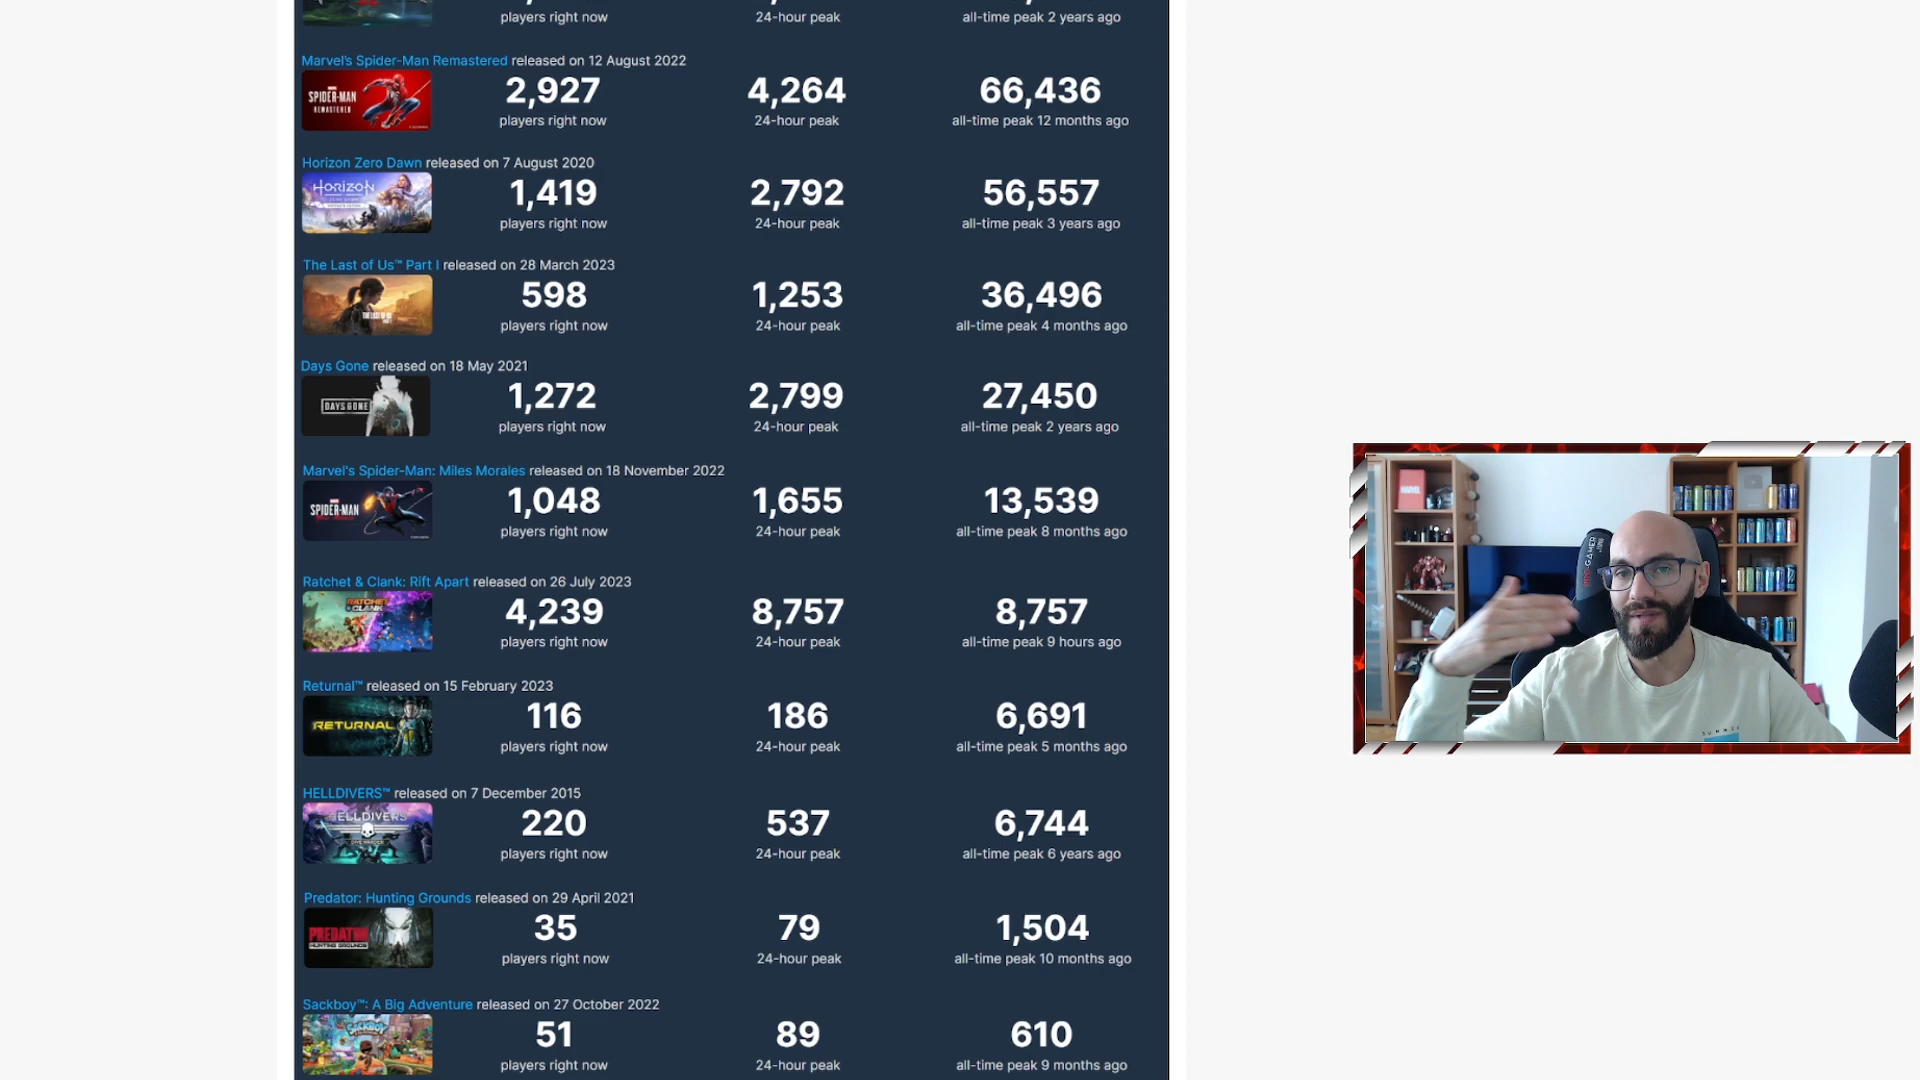 players right now 24-hour peak all-time peak 2 years ago
Marvel's Spider-Man Remastered released on 12 August 2022
SPIDER-MAN
REMASTERED
2,927 4,264 66,436
players right now 24-hour peak all-time peak 12 months ago
Horizon Zero Dawn released on 7 August 2020
HORIZON
1,419 2,792 56,557
players right now 24-hour peak all-time peak 3 years ago
The Last of Us™ Part I released on 28 March 2023
THE LAST OF US
598 1,253 36,496
players right now 24-hour peak all-time peak 4 months ago
Days Gone released on 18 May 2021
DAYS GONE
1,272 2,799 27,450
players right now 24-hour peak all-time peak 2 years ago
Marvel's Spider-Man: Miles Morales released on 18 November 2022
SPIDER-MAN
1,048 1,655 13,539
players right now 24-hour peak all-time peak 8 months ago
Ratchet & Clank: Rift Apart released on 26 July 2023
RATCHET
CLANK
4,239 8,757 8,757
players right now 24-hour peak all-time peak 9 hours ago
Returnal™ released on 15 February 2023
RETURNAL
116 186 6,691
players right now 24-hour peak all-time peak 5 months ago
HELLDIVERS™ released on 7 December 2015
HELLDIVERS
220 537 6,744
players right now 24-hour peak all-time peak 6 years ago
Predator: Hunting Grounds released on 29 April 2021
PREDATOR
HUNTING GROUNDS
35 79 1,504
players right now 24-hour peak all-time peak 10 months ago
Sackboy™: A Big Adventure released on 27 October 2022
SACKBOY
51 89 610
players right now 24-hour peak all-time peak 9 months ago
MARVEL
GAMER
SUMMER